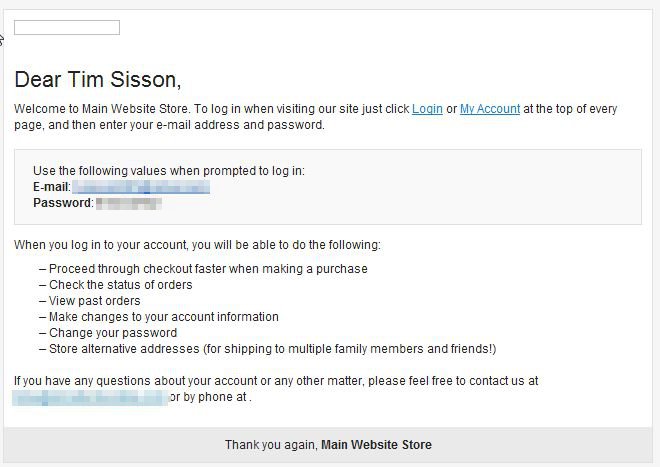 Dear Tim Sisson,
Welcome to Main Website Store. To log in when visiting our site just click Login or My Account at the top of every
page, and then enter your e-mail address and password.
Use the following values when prompted to log in:
E-mail:
Password:
When you log in to your account, you will be able to do the following:
– Proceed through checkout faster when making a purchase
– Check the status of orders
– View past orders
– Make changes to your account information
– Change your password
– Store alternative addresses (for shipping to multiple family members and friends!)
If you have any questions about your account or any other matter, please feel free to contact us at
or by phone at .
Thank you again, Main Website Store